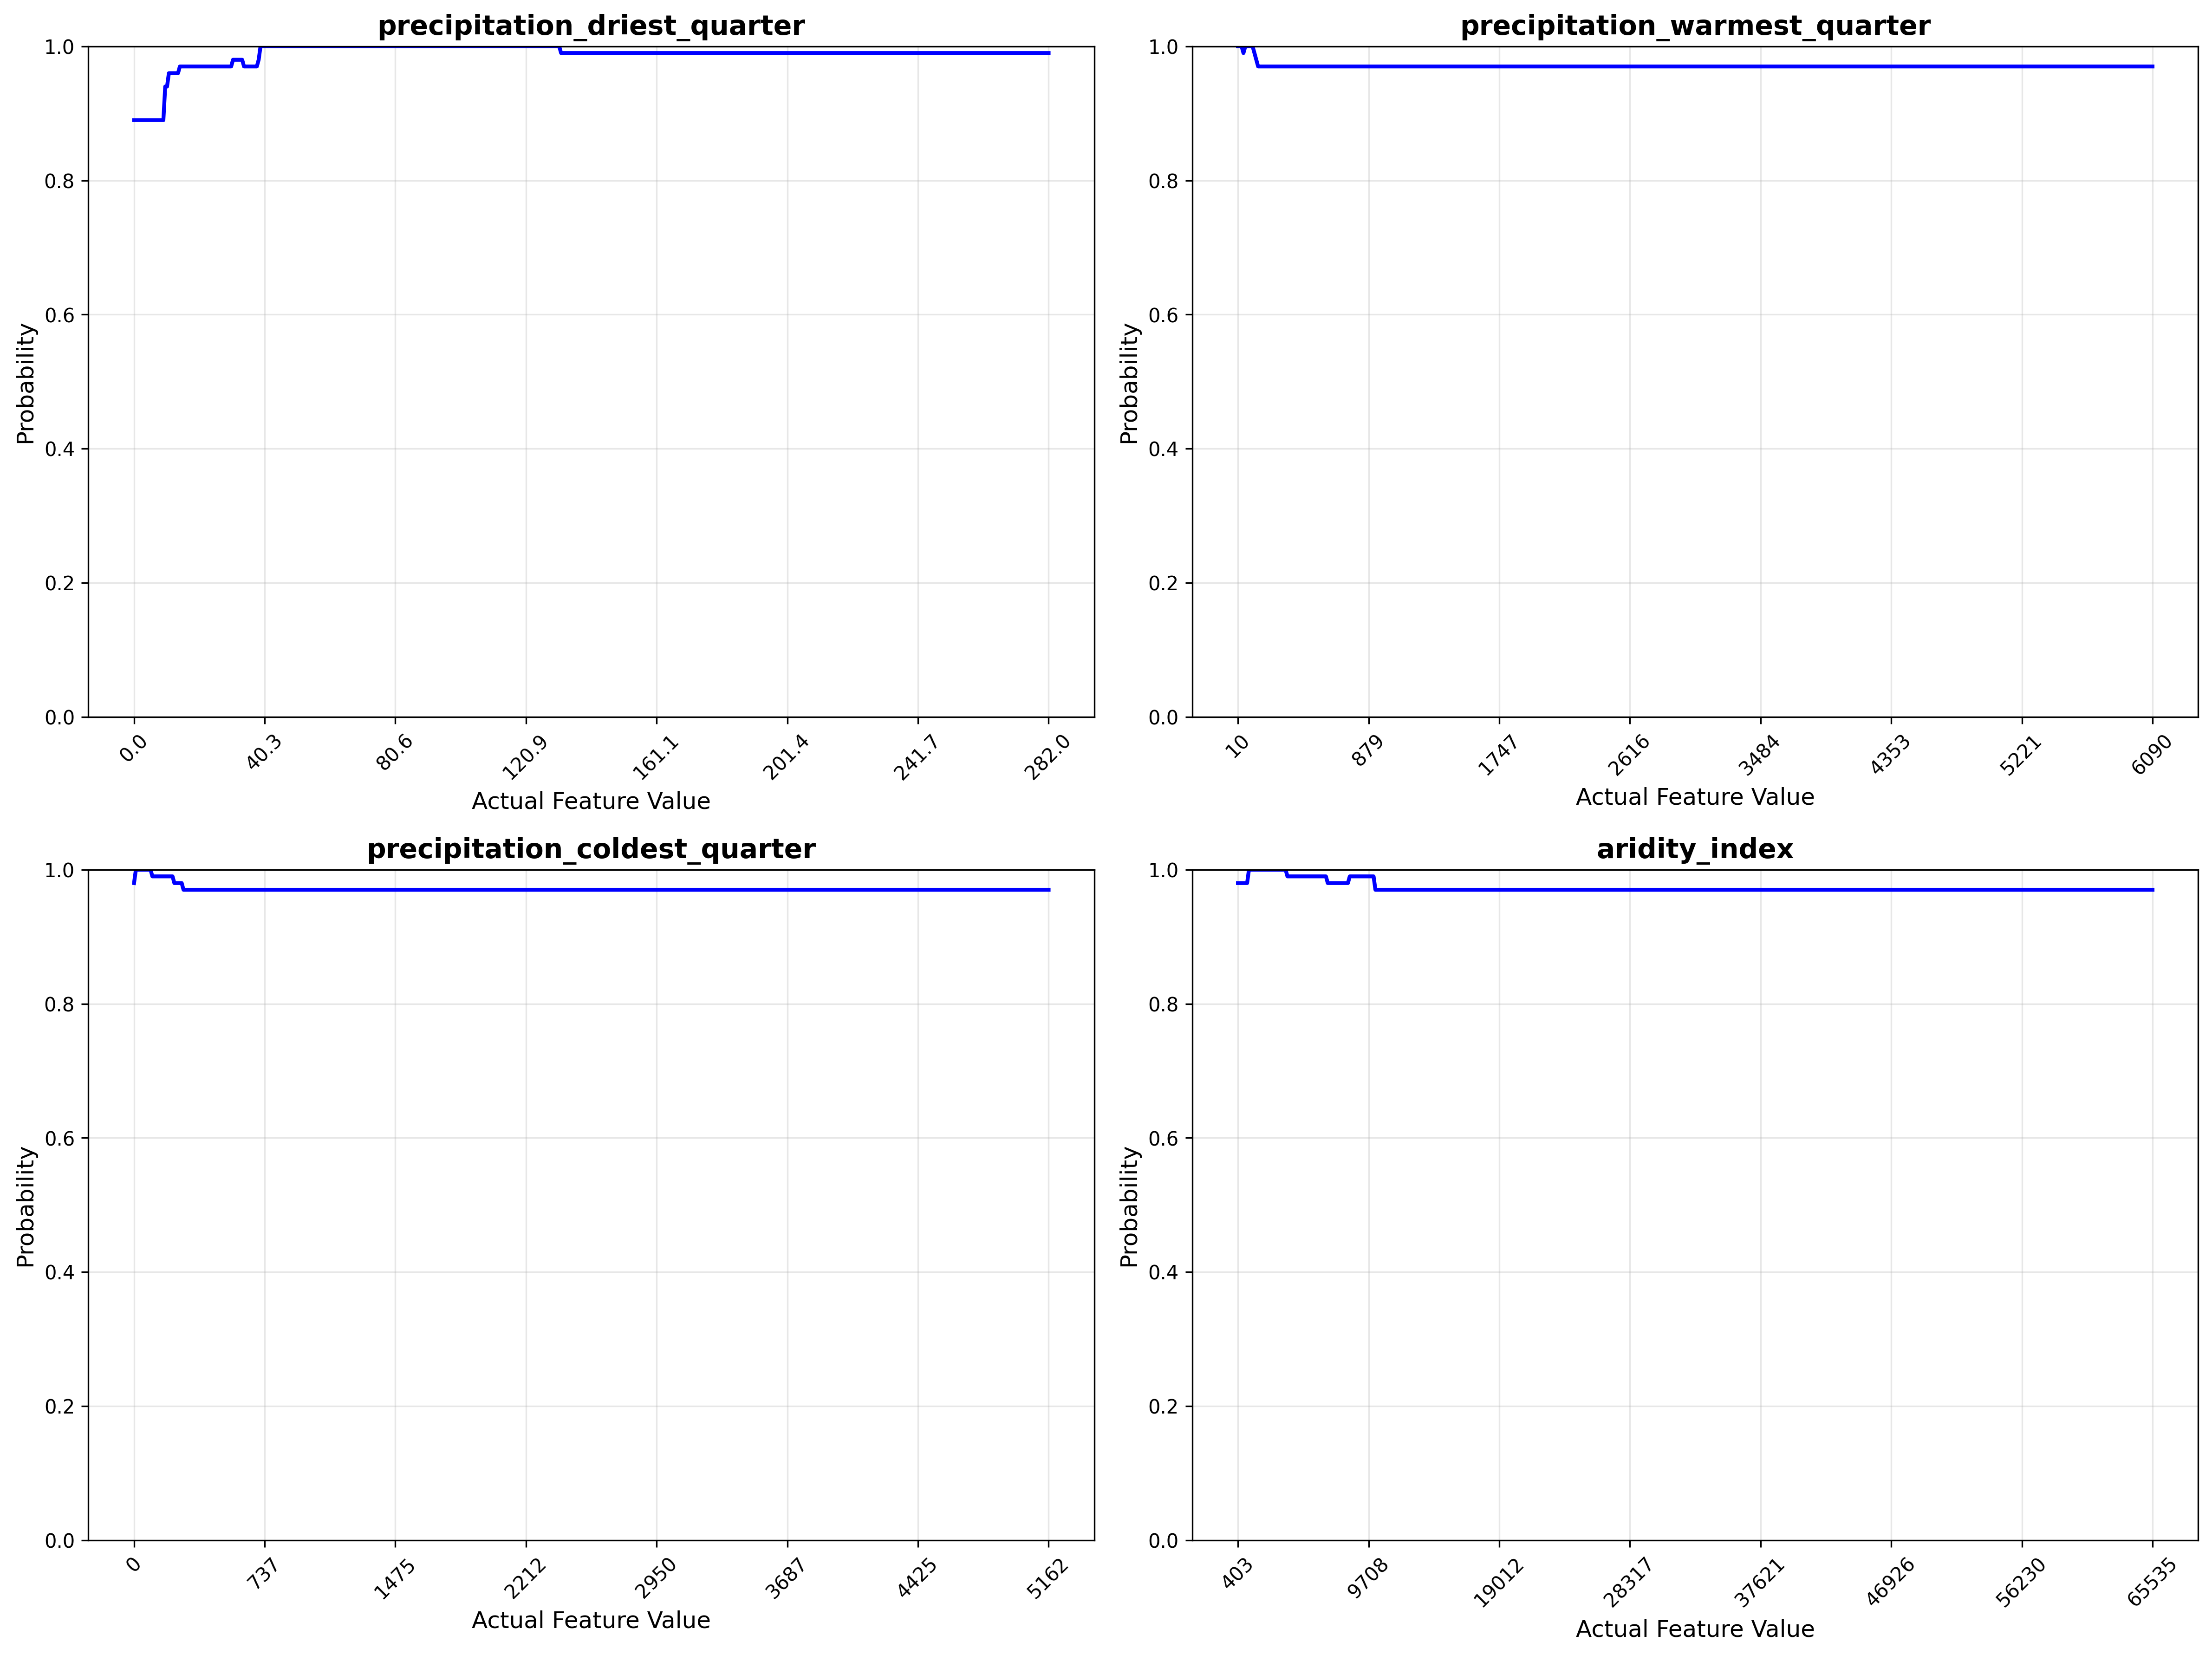 precipitation_driest_quarter
1.0
0.8
0.6
0.4
0.2
0.0
Probability
0.0 40.3 80.6 120.9 161.1 201.4 241.7 282.0
Actual Feature Value
precipitation_warmest_quarter
1.0
0.8
0.6
0.4
0.2
0.0
Probability
10 879 1747 2616 3484 4353 5221 6090
Actual Feature Value
precipitation_coldest_quarter
1.0
0.8
0.6
0.4
0.2
0.0
Probability
0 737 1475 2212 2950 3687 4425 5162
Actual Feature Value
aridity_index
1.0
0.8
0.6
0.4
0.2
0.0
Probability
403 9708 19012 28317 37621 46926 56230 65535
Actual Feature Value